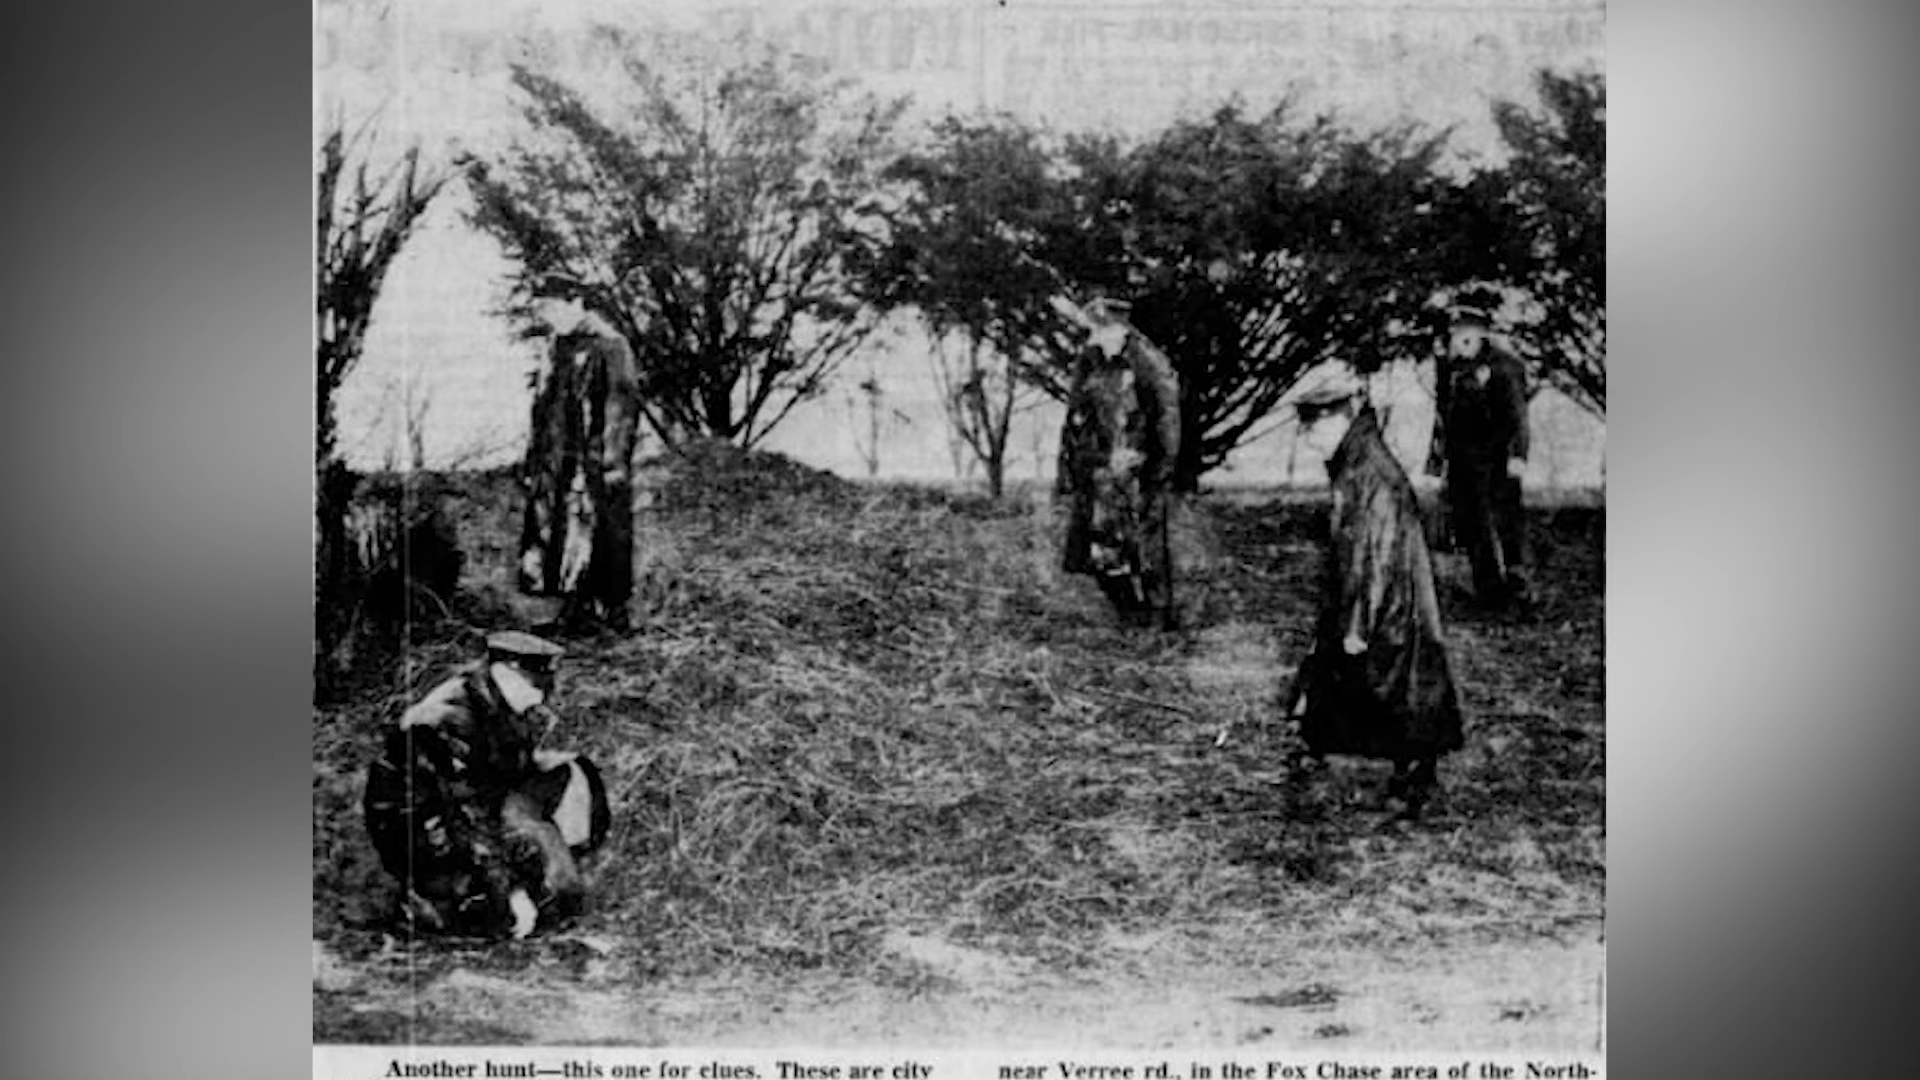 Another hunt—this one for clues. These are city
near Verree rd., in the Fox Chase area of the North-